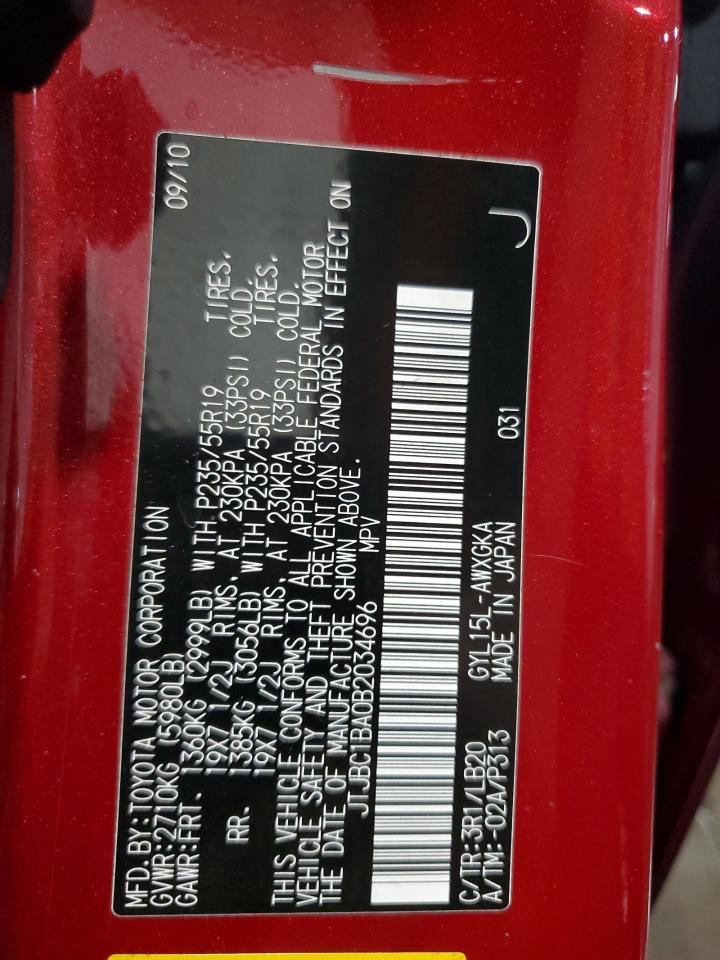 MFD.BY:TOYOTA MOTOR CORPORATION 09/10
GVWR:2710KG (5980LB)
GAWR:FRT. 1360KG (2999LB) WITH P235/55R19 TIRES,
19X7 1/2J RIMS, AT 230KPA (33PSI) COLD.
RR. 1385KG (3056LB) WITH P235/55R19 TIRES,
19X7 1/2J RIMS, AT 230KPA (33PSI) COLD.
THIS VEHICLE CONFORMS TO ALL APPLICABLE FEDERAL MOTOR
VEHICLE SAFETY AND THEFT PREVENTION STANDARDS IN EFFECT ON
THE DATE OF MANUFACTURE SHOWN ABOVE.
JTJBC1BA0B2034696 MPV
C/TR:3R1/LB20 GYL15L-AWXGKA 031 J
A/TM:-02A/P313 MADE IN JAPAN